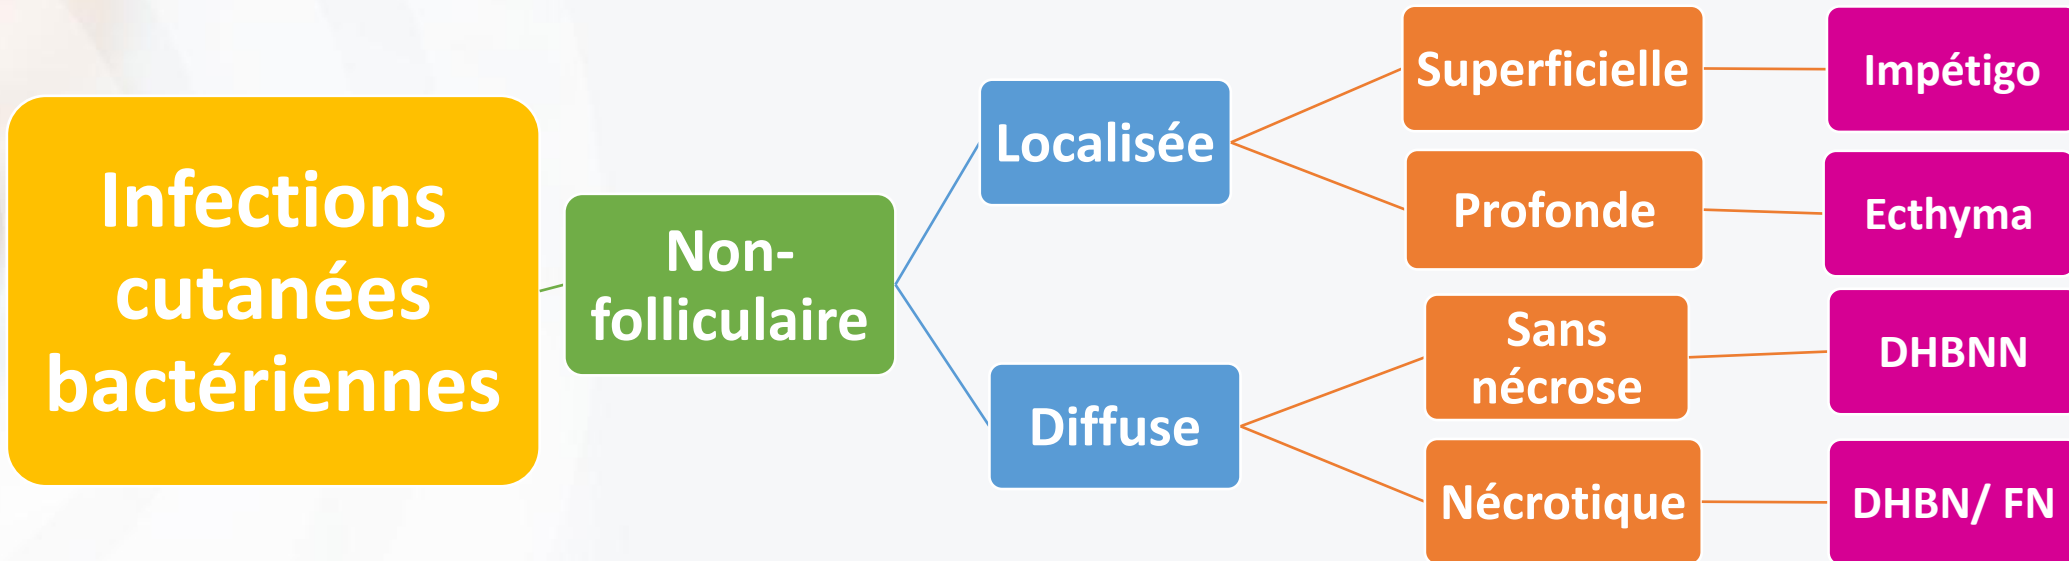 Infections
cutanées
bactériennes
Non-
folliculaire
Localisée
Superficielle
Impétigo
Profonde
Ecthyma
Diffuse
Sans
nécrose
DHBNN
Nécrotique
DHBN/ FN